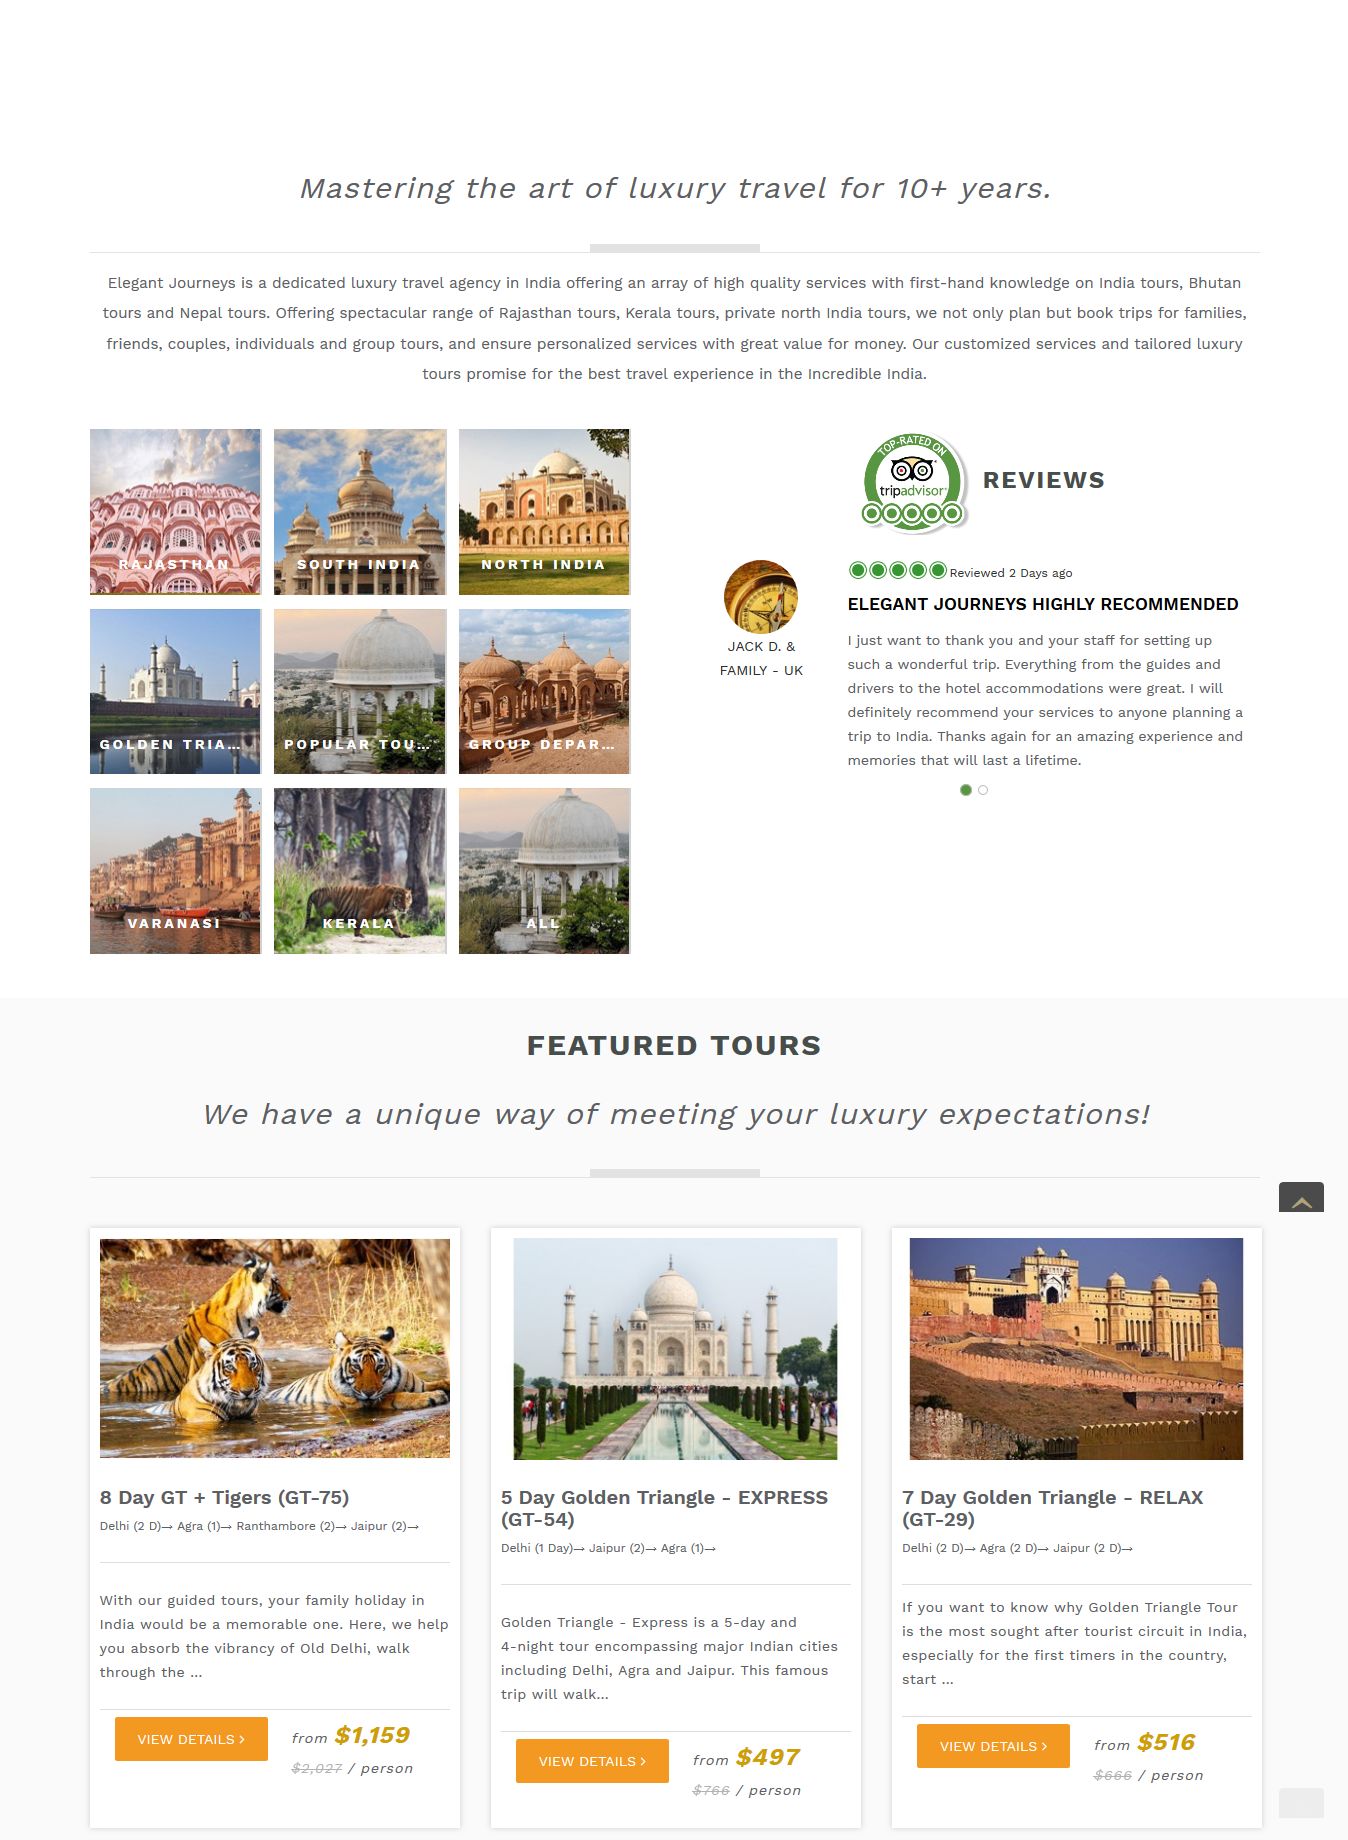 Mastering the art of luxury travel for 10+ years.
Elegant Journeys is a dedicated luxury travel agency in India offering an array of high quality services with first-hand knowledge on India tours, Bhutan
tours and Nepal tours. Offering spectacular range of Rajasthan tours, Kerala tours, private north India tours, we not only plan but book trips for families,
friends, couples, individuals and group tours, and ensure personalized services with great value for money. Our customized services and tailored luxury
tours promise for the best travel experience in the Incredible India.
RAJASTHAN
SOUTH INDIA
NORTH INDIA
GOLDEN TRIA...
POPULAR TOU...
GROUP DEPAR...
VARANASI
KERALA
ALL
TOP-RATED ON
tripadvisor
REVIEWS
Reviewed 2 Days ago
ELEGANT JOURNEYS HIGHLY RECOMMENDED
JACK D. &
FAMILY - UK
I just want to thank you and your staff for setting up
such a wonderful trip. Everything from the guides and
drivers to the hotel accommodations were great. I will
definitely recommend your services to anyone planning a
trip to India. Thanks again for an amazing experience and
memories that will last a lifetime.
FEATURED TOURS
We have a unique way of meeting your luxury expectations!
8 Day GT + Tigers (GT-75)
Delhi (2 D)→ Agra (1)→ Ranthambore (2)→ Jaipur (2)→
With our guided tours, your family holiday in
India would be a memorable one. Here, we help
you absorb the vibrancy of Old Delhi, walk
through the ...
VIEW DETAILS >
from $1,159
$2,027 / person
5 Day Golden Triangle - EXPRESS
(GT-54)
Delhi (1 Day)→ Jaipur (2)→ Agra (1)→
Golden Triangle - Express is a 5-day and
4-night tour encompassing major Indian cities
including Delhi, Agra and Jaipur. This famous
trip will walk...
VIEW DETAILS >
from $497
$766 / person
7 Day Golden Triangle - RELAX
(GT-29)
Delhi (2 D)→ Agra (2 D)→ Jaipur (2 D)→
If you want to know why Golden Triangle Tour
is the most sought after tourist circuit in India,
especially for the first timers in the country,
start ...
VIEW DETAILS >
from $516
$666 / person